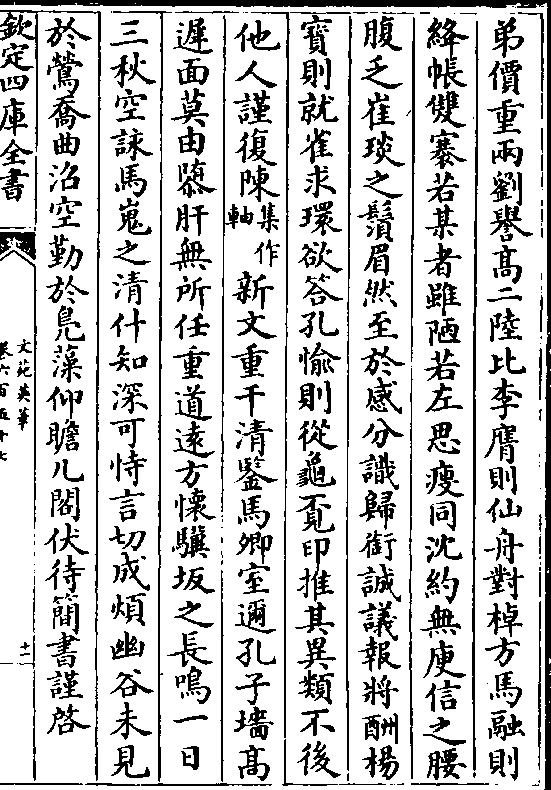 弟價重兩劉譽髙二陸比李膺則仙舟對棹方馬融則
絳帳雙褰若某者雖陋若左思瘦同沈約無庾信之腰
腹乏崔琰之鬚眉然至於感分識歸銜誠議報將酬楊
寳則就雀求環欲答孔愉則從龜覔印推其異類不後
他人謹復陳集作軸新文重干清鑒馬卿室邇孔子墻髙
遲面莫由隳肝無所任重道逺方懷驥坂之長鳴一日
三秋空詠馬嵬之清什知深可恃言切成煩幽谷未見
於鶯喬曲沼空勤於鳬藻仰瞻几閣伏待簡書謹啓
欽定四庫全書
文苑英華
卷六百五十七
十一